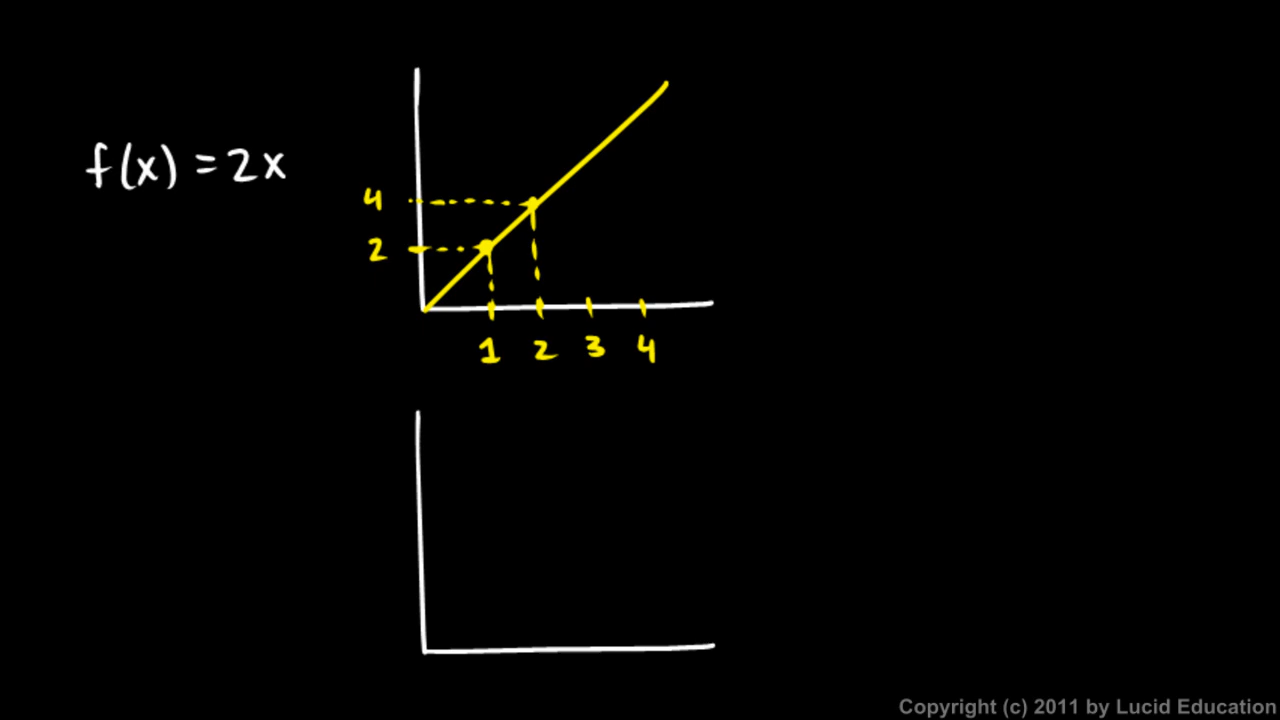 f(x) = 2x
4
2
1 2 3 4
Copyright (c) 2011 by Lucid Education